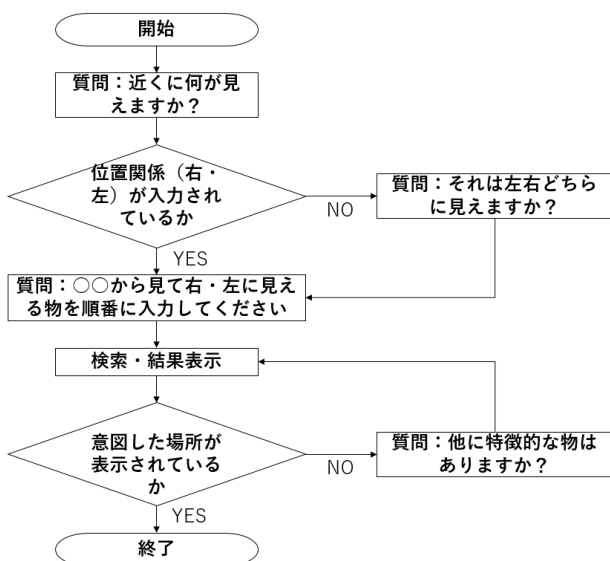 開始
質問：近くに何が見
えますか？
位置関係（右・
左）が入力され
ているか
NO
質問：それは左右どちら
に見えますか？
YES
質問：〇〇から見て右・左に見え
る物を順番に入力してください
検索・結果表示
意図した場所が
表示されている
か
NO
質問：他に特徴的な物は
ありますか？
YES
終了